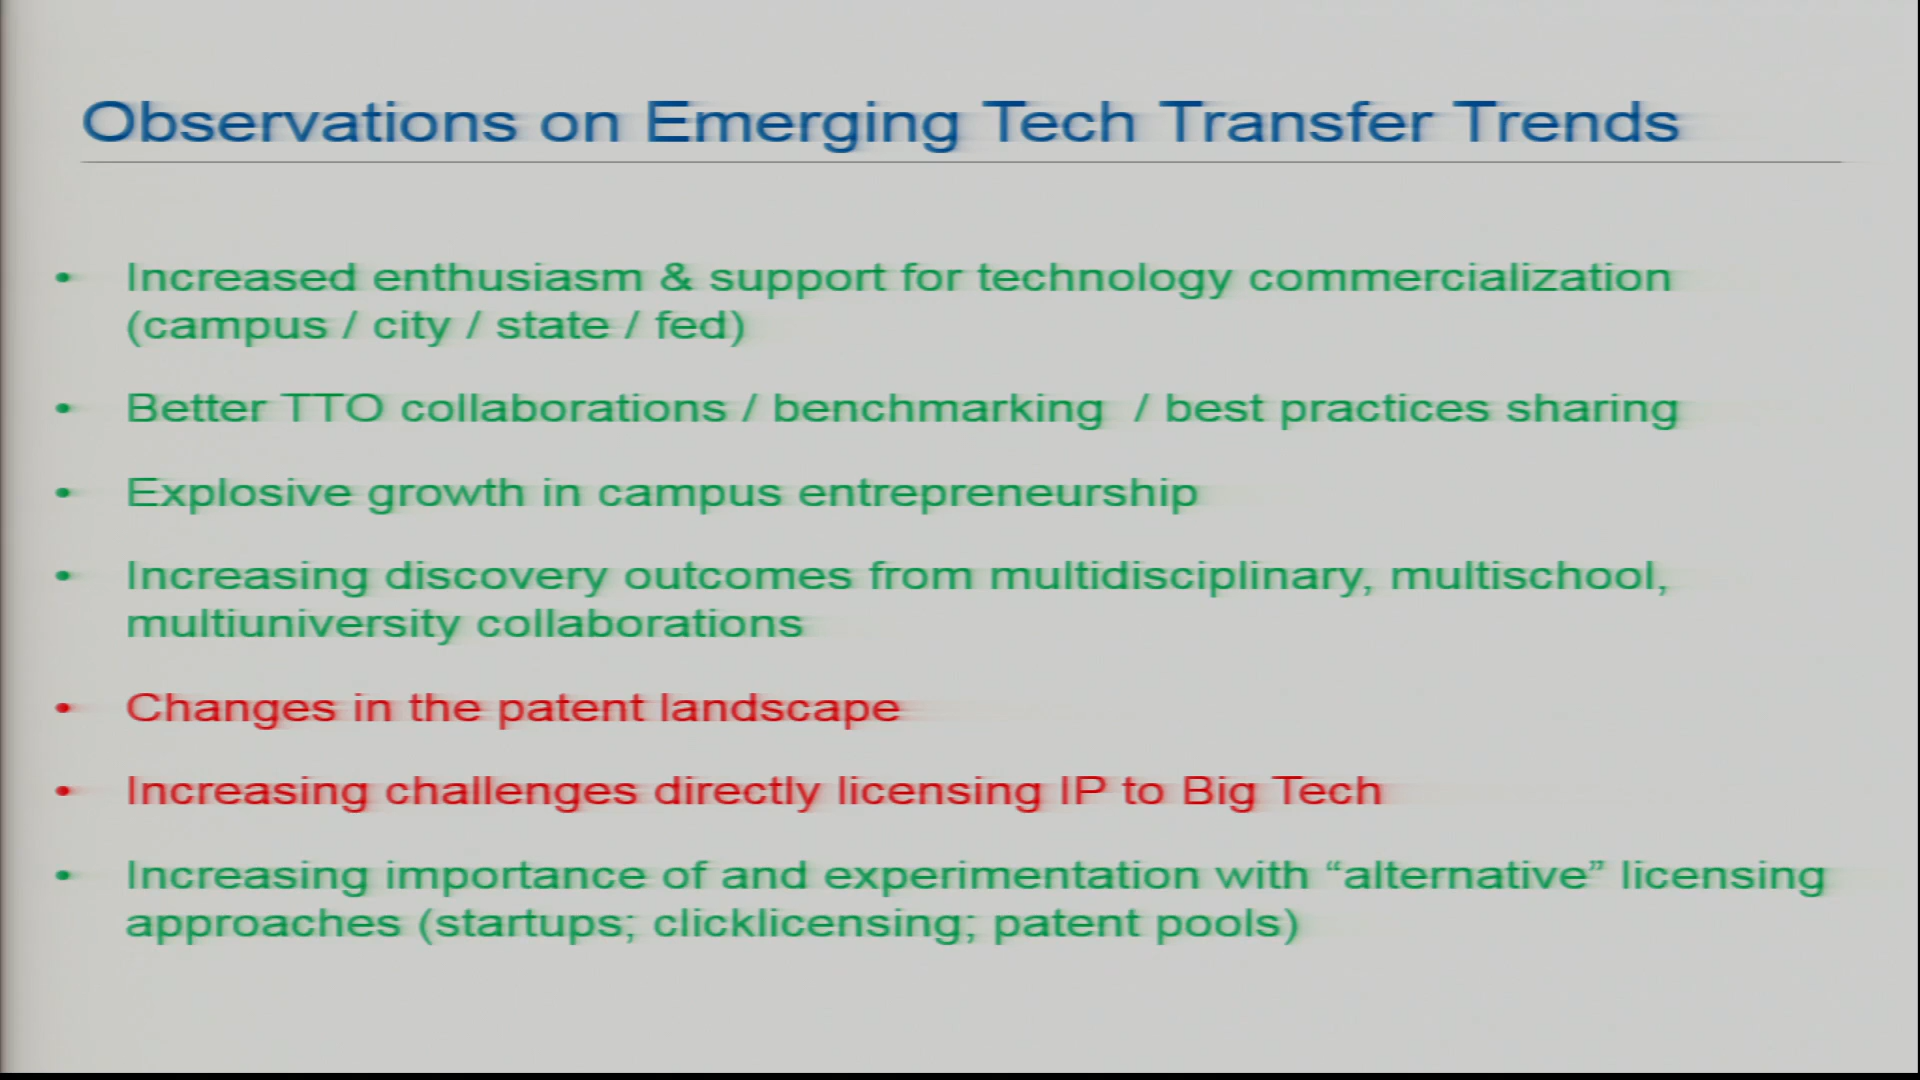 Observations on Emerging Tech Transfer Trends
• Increased enthusiasm & support for technology commercialization
(campus / city / state / fed)
• Better TTO collaborations / benchmarking / best practices sharing
• Explosive growth in campus entrepreneurship
• Increasing discovery outcomes from multidisciplinary, multischool,
multiuniversity collaborations
• Changes in the patent landscape
• Increasing challenges directly licensing IP to Big Tech
• Increasing importance of and experimentation with “alternative” licensing
approaches (startups; clicklicensing; patent pools)